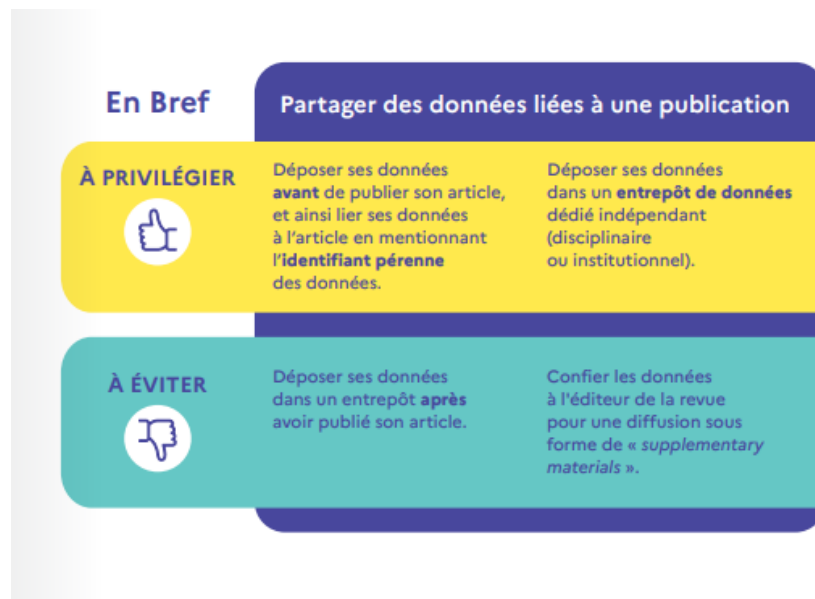 En Bref
Partager des données liées à une publication
À PRIVILÉGIER
Déposer ses données
avant de publier son article,
et ainsi lier ses données
à l'article en mentionnant
l'identifiant pérenne
des données.
Déposer ses données
dans un entrepôt de données
dédié indépendant
(disciplinaire
ou institutionnel).
À ÉVITER
Déposer ses données
dans un entrepôt après
avoir publié son article.
Confier les données
à l'éditeur de la revue
pour une diffusion sous
forme de « supplementary
materials ».